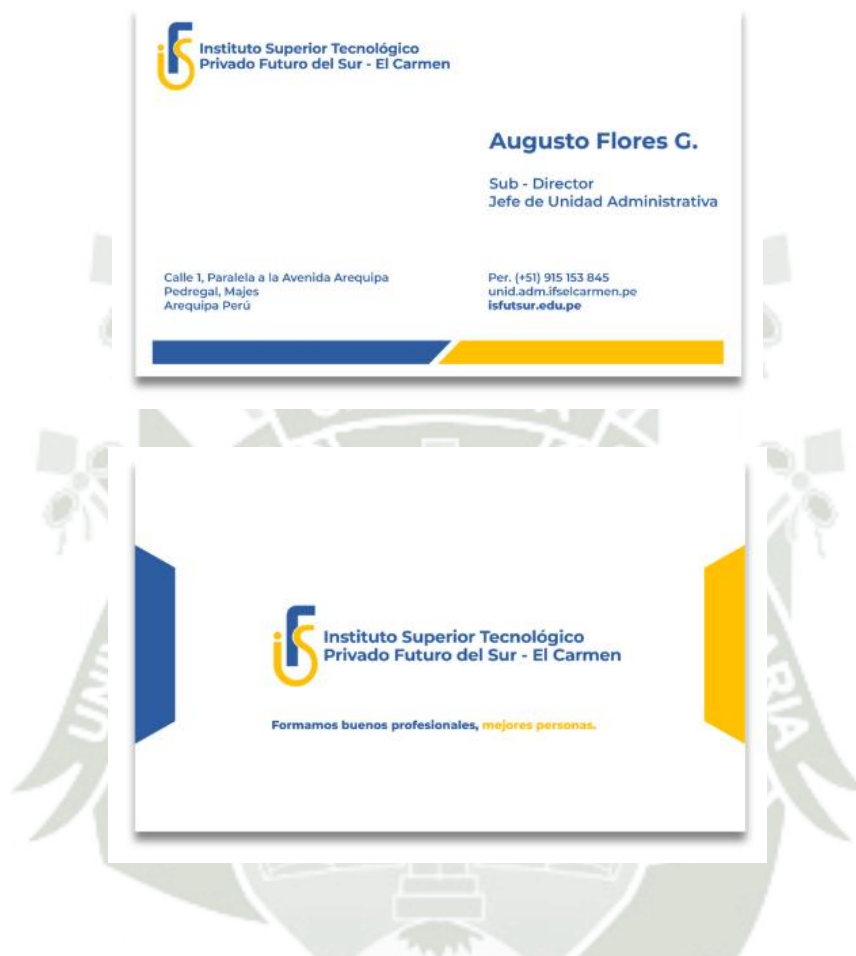 Instituto Superior Tecnológico
Privado Futuro del Sur - El Carmen
Augusto Flores G.
Sub - Director
Jefe de Unidad Administrativa
Calle 1, Paralela a la Avenida Arequipa
Pedregal, Majes
Arequipa Perú
Per. (+51) 915 153 845
unid.adm.ifselcarmen.pe
isfutsur.edu.pe
Instituto Superior Tecnológico
Privado Futuro del Sur - El Carmen
Formamos buenos profesionales, mejores personas.